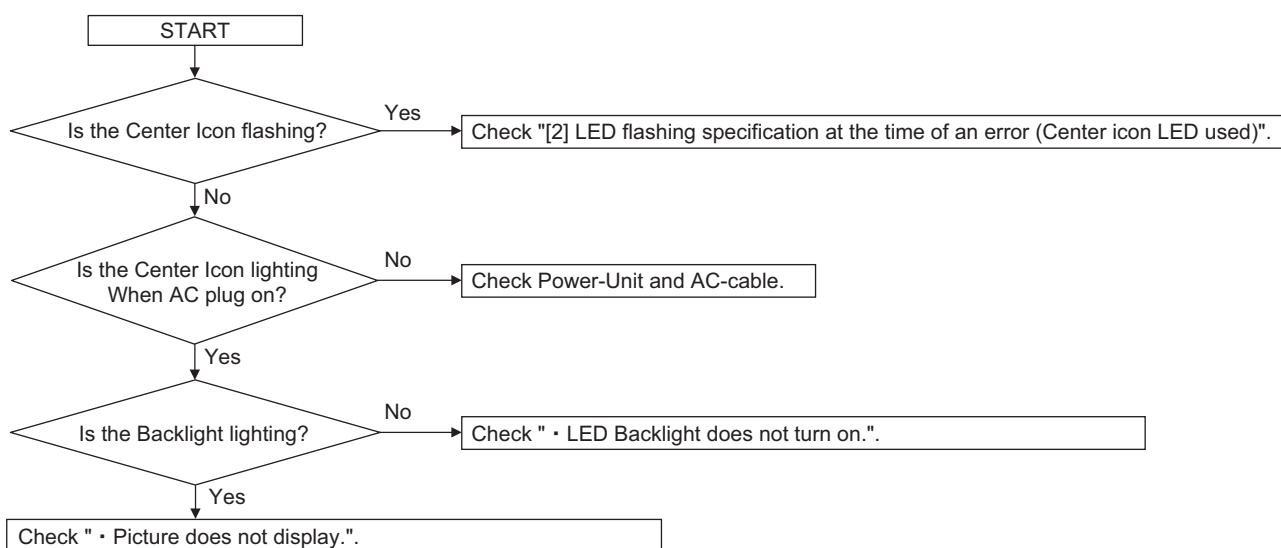 START
Is the Center Icon flashing?
Yes
Check "[2] LED flashing specification at the time of an error (Center icon LED used)".
No
Is the Center Icon lighting
When AC plug on?
No
Check Power-Unit and AC-cable.
Yes
Is the Backlight lighting?
No
Check "・LED Backlight does not turn on.".
Yes
Check "・Picture does not display.".